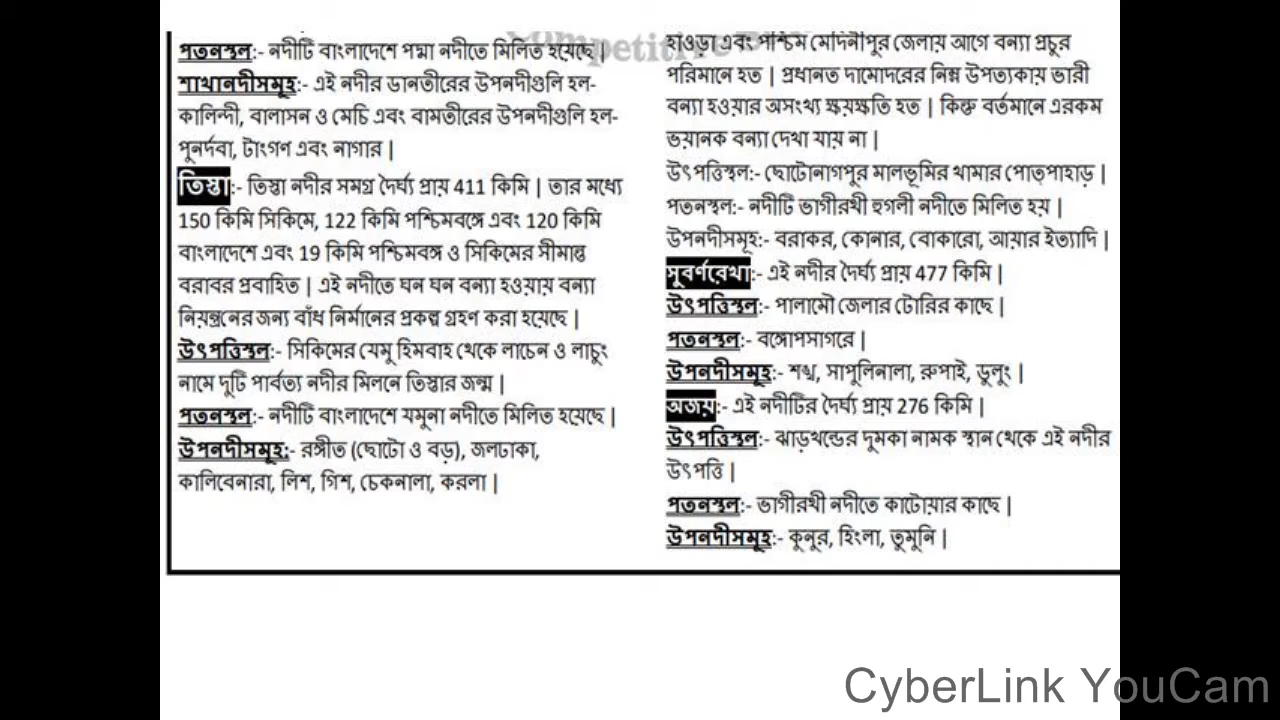 পতনস্থল:- নদীটি বাংলাদেশে পদ্মা নদীতে মিলিত হয়েছে |
শাখানদীসমূহ:- এই নদীর ডানতীরের উপনদীগুলি হল-
কালিন্দী, বালাসন ও মেচি এবং বামতীরের উপনদীগুলি হল-
পুনর্দবা, টাংগণ এবং নাগার |
তিস্তা:- তিস্তা নদীর সমগ্র দৈর্ঘ্য প্রায় 411 কিমি | তার মধ্যে
150 কিমি সিকিমে, 122 কিমি পশ্চিমবঙ্গে এবং 120 কিমি
বাংলাদেশে এবং 19 কিমি পশ্চিমবঙ্গ ও সিকিমের সীমান্ত
বরাবর প্রবাহিত | এই নদীতে ঘন ঘন বন্যা হওয়ায় বন্যা
নিয়ন্ত্রনের জন্য বাঁধ নির্মানের প্রকল্প গ্রহণ করা হয়েছে |
উৎপত্তিস্থল:- সিকিমের যেমু হিমবাহ থেকে লাচেন ও লাচুং
নামে দুটি পার্বত্য নদীর মিলনে তিস্তার জন্ম |
পতনস্থল:- নদীটি বাংলাদেশে যমুনা নদীতে মিলিত হয়েছে |
উপনদীসমূহ:- রঙ্গীত (ছোটো ও বড়), জলঢাকা,
কালিবেনারা, লিশ, গিশ, চেকনালা, করলা |
হাওড়া এবং পশ্চিম মেদিনীপুর জেলায় আগে বন্যা প্রচুর
পরিমানে হত | প্রধানত দামোদরের নিম্ন উপত্যকায় ভারী
বন্যা হওয়ার অসংখ্য ক্ষয়ক্ষতি হত | কিন্তু বর্তমানে এরকম
ভয়ানক বন্যা দেখা যায় না |
উৎপত্তিস্থল:- ছোটোনাগপুর মালভূমির খামার পোত্পাহাড় |
পতনস্থল:- নদীটি ভাগীরথী হুগলী নদীতে মিলিত হয় |
উপনদীসমূহ:- বরাকর, কোনার, বোকারো, আয়ার ইত্যাদি |
সূবর্ণরেখা:- এই নদীর দৈর্ঘ্য প্রায় 477 কিমি |
উৎপত্তিস্থল:- পালামৌ জেলার টোরির কাছে |
পতনস্থল:- বঙ্গোপসাগরে |
উপনদীসমূহ:- শঙ্খ, সাপুলিনালা, রুপাই, ডুলুং |
অজয়:- এই নদীটির দৈর্ঘ্য প্রায় 276 কিমি |
উৎপত্তিস্থল:- ঝাড়খন্ডের দুমকা নামক স্থান থেকে এই নদীর
উৎপত্তি |
পতনস্থল:- ভাগীরথী নদীতে কাটোয়ার কাছে |
উপনদীসমূহ:- কুনুর, হিংলা, তুমুনি |
CyberLink YouCam